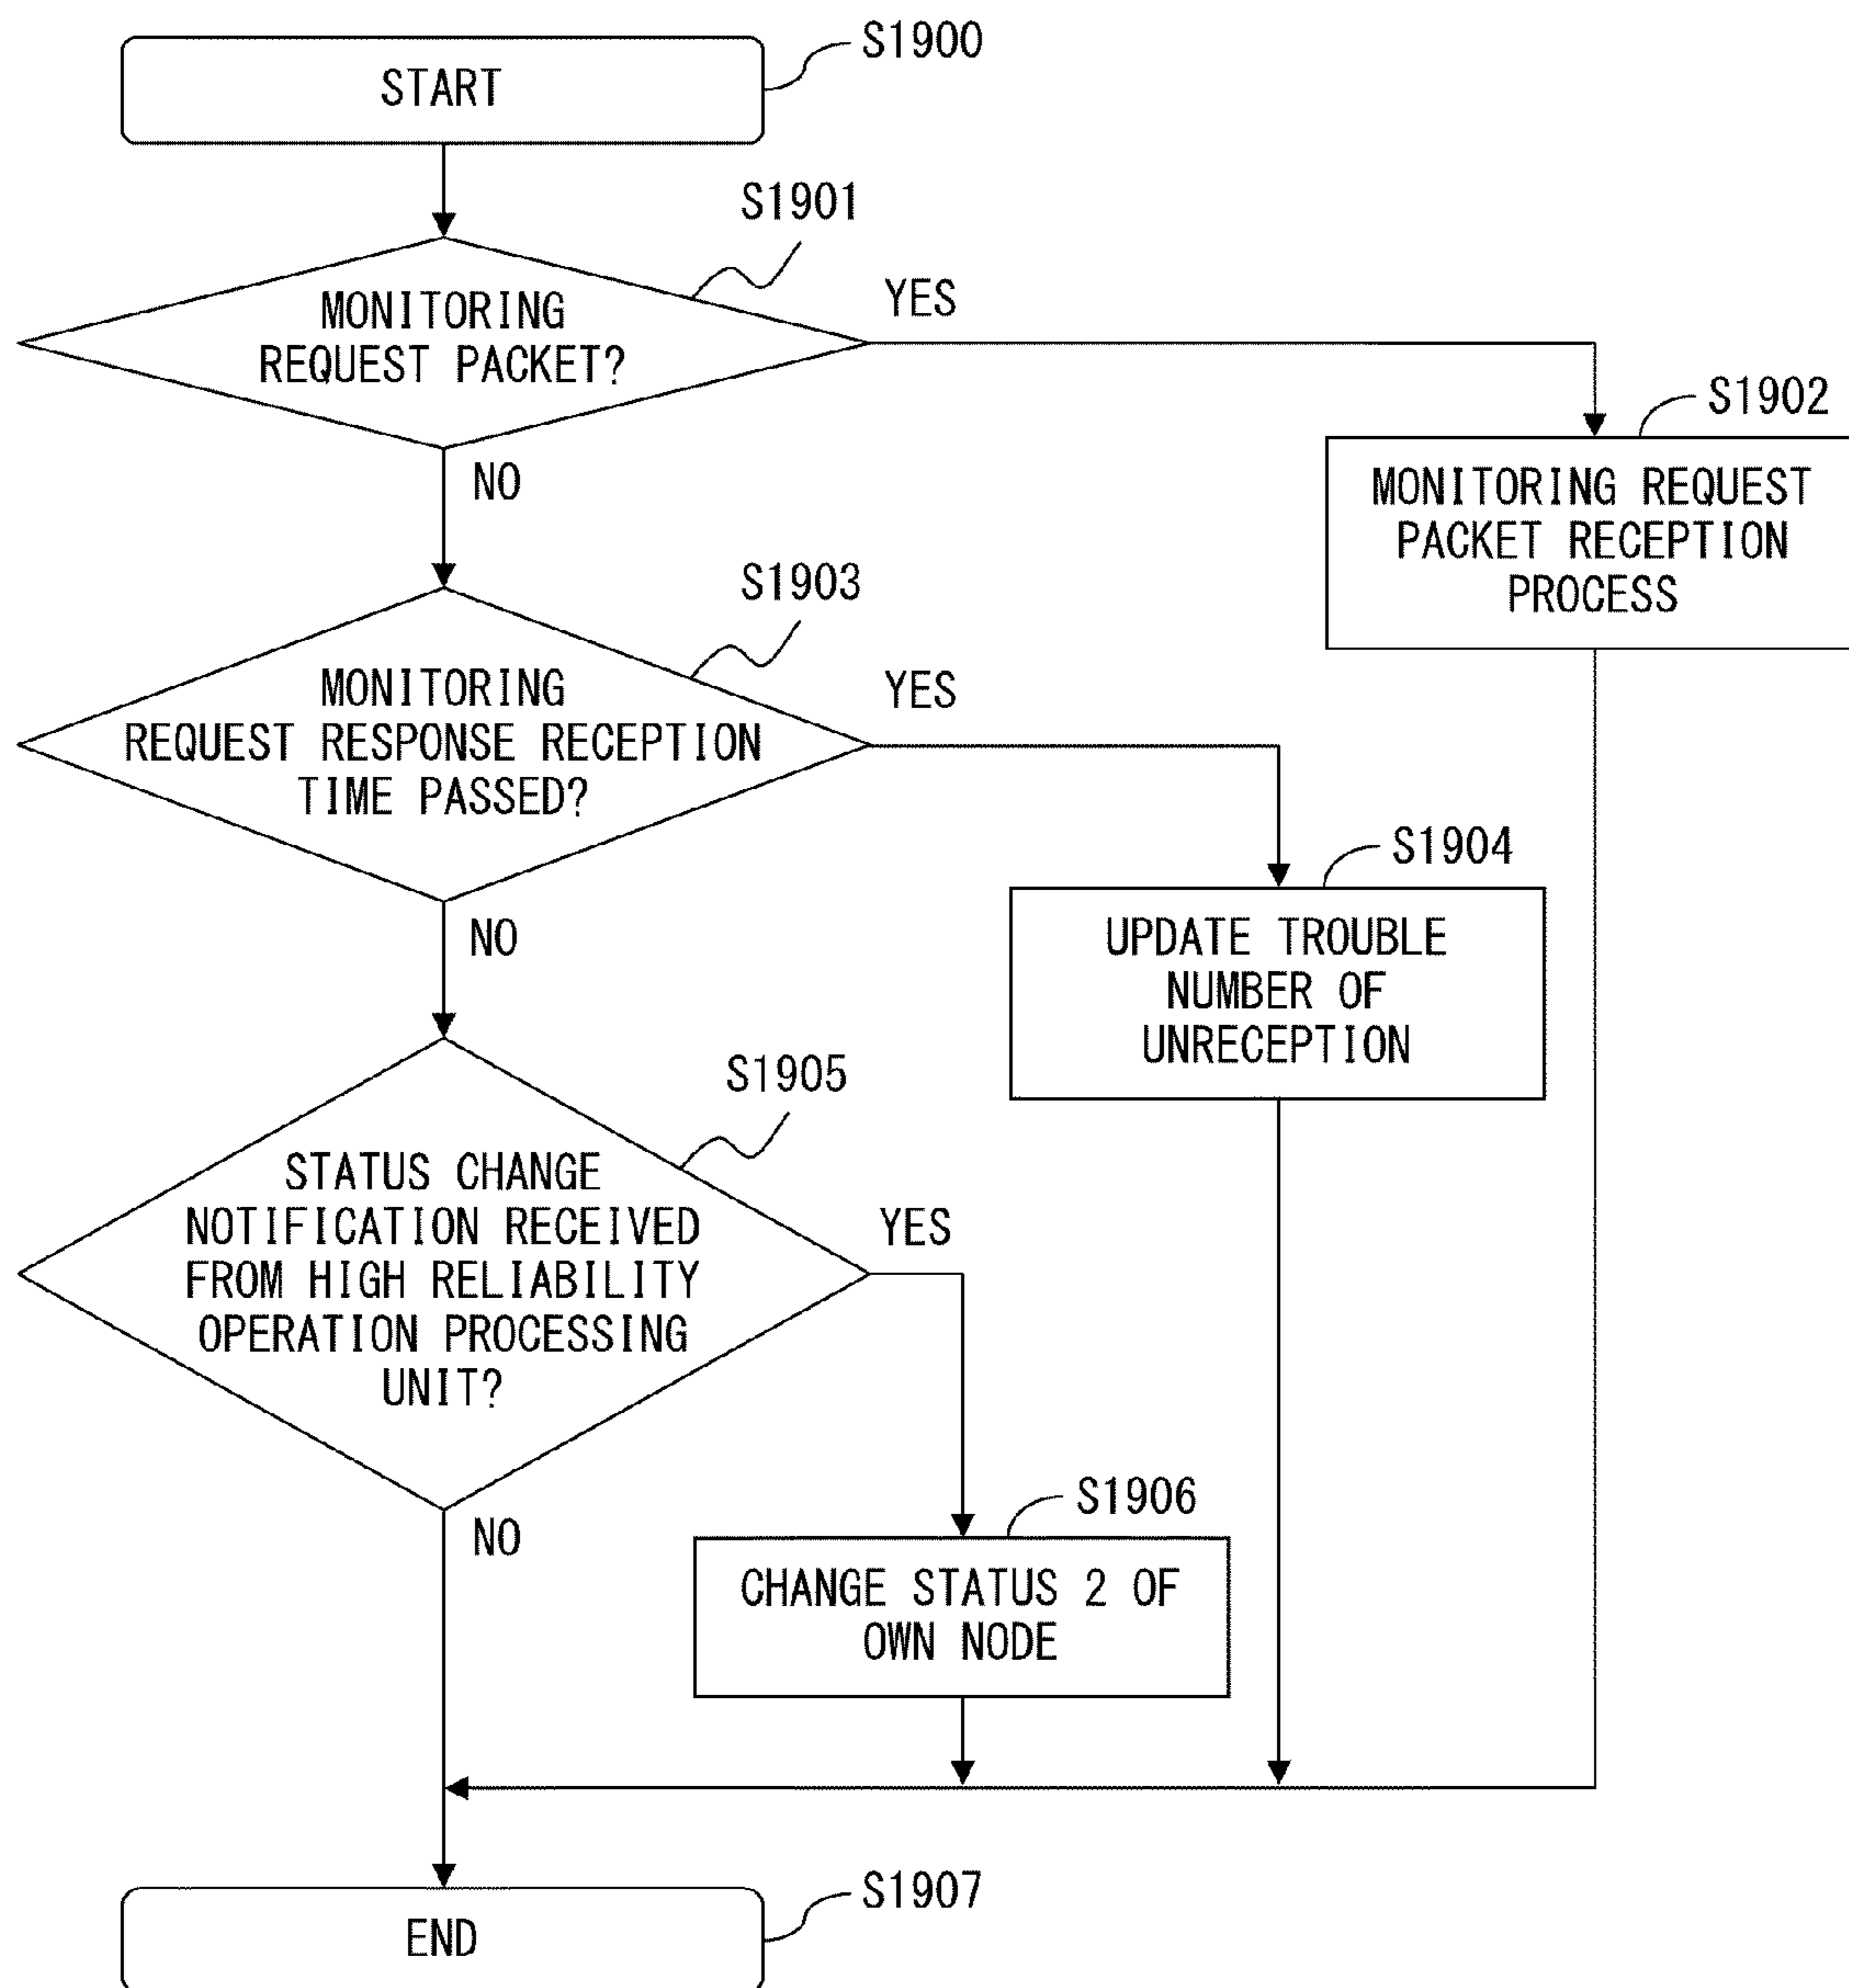 S1900
START
S1901
MONITORING
REQUEST PACKET?
YES
NO
S1902
MONITORING REQUEST
PACKET RECEPTION
PROCESS
S1903
MONITORING
REQUEST RESPONSE RECEPTION
TIME PASSED?
YES
NO
S1904
UPDATE TROUBLE
NUMBER OF
UNRECEPTION
S1905
STATUS CHANGE
NOTIFICATION RECEIVED
FROM HIGH RELIABILITY
OPERATION PROCESSING
UNIT?
YES
NO
S1906
CHANGE STATUS 2 OF
OWN NODE
S1907
END